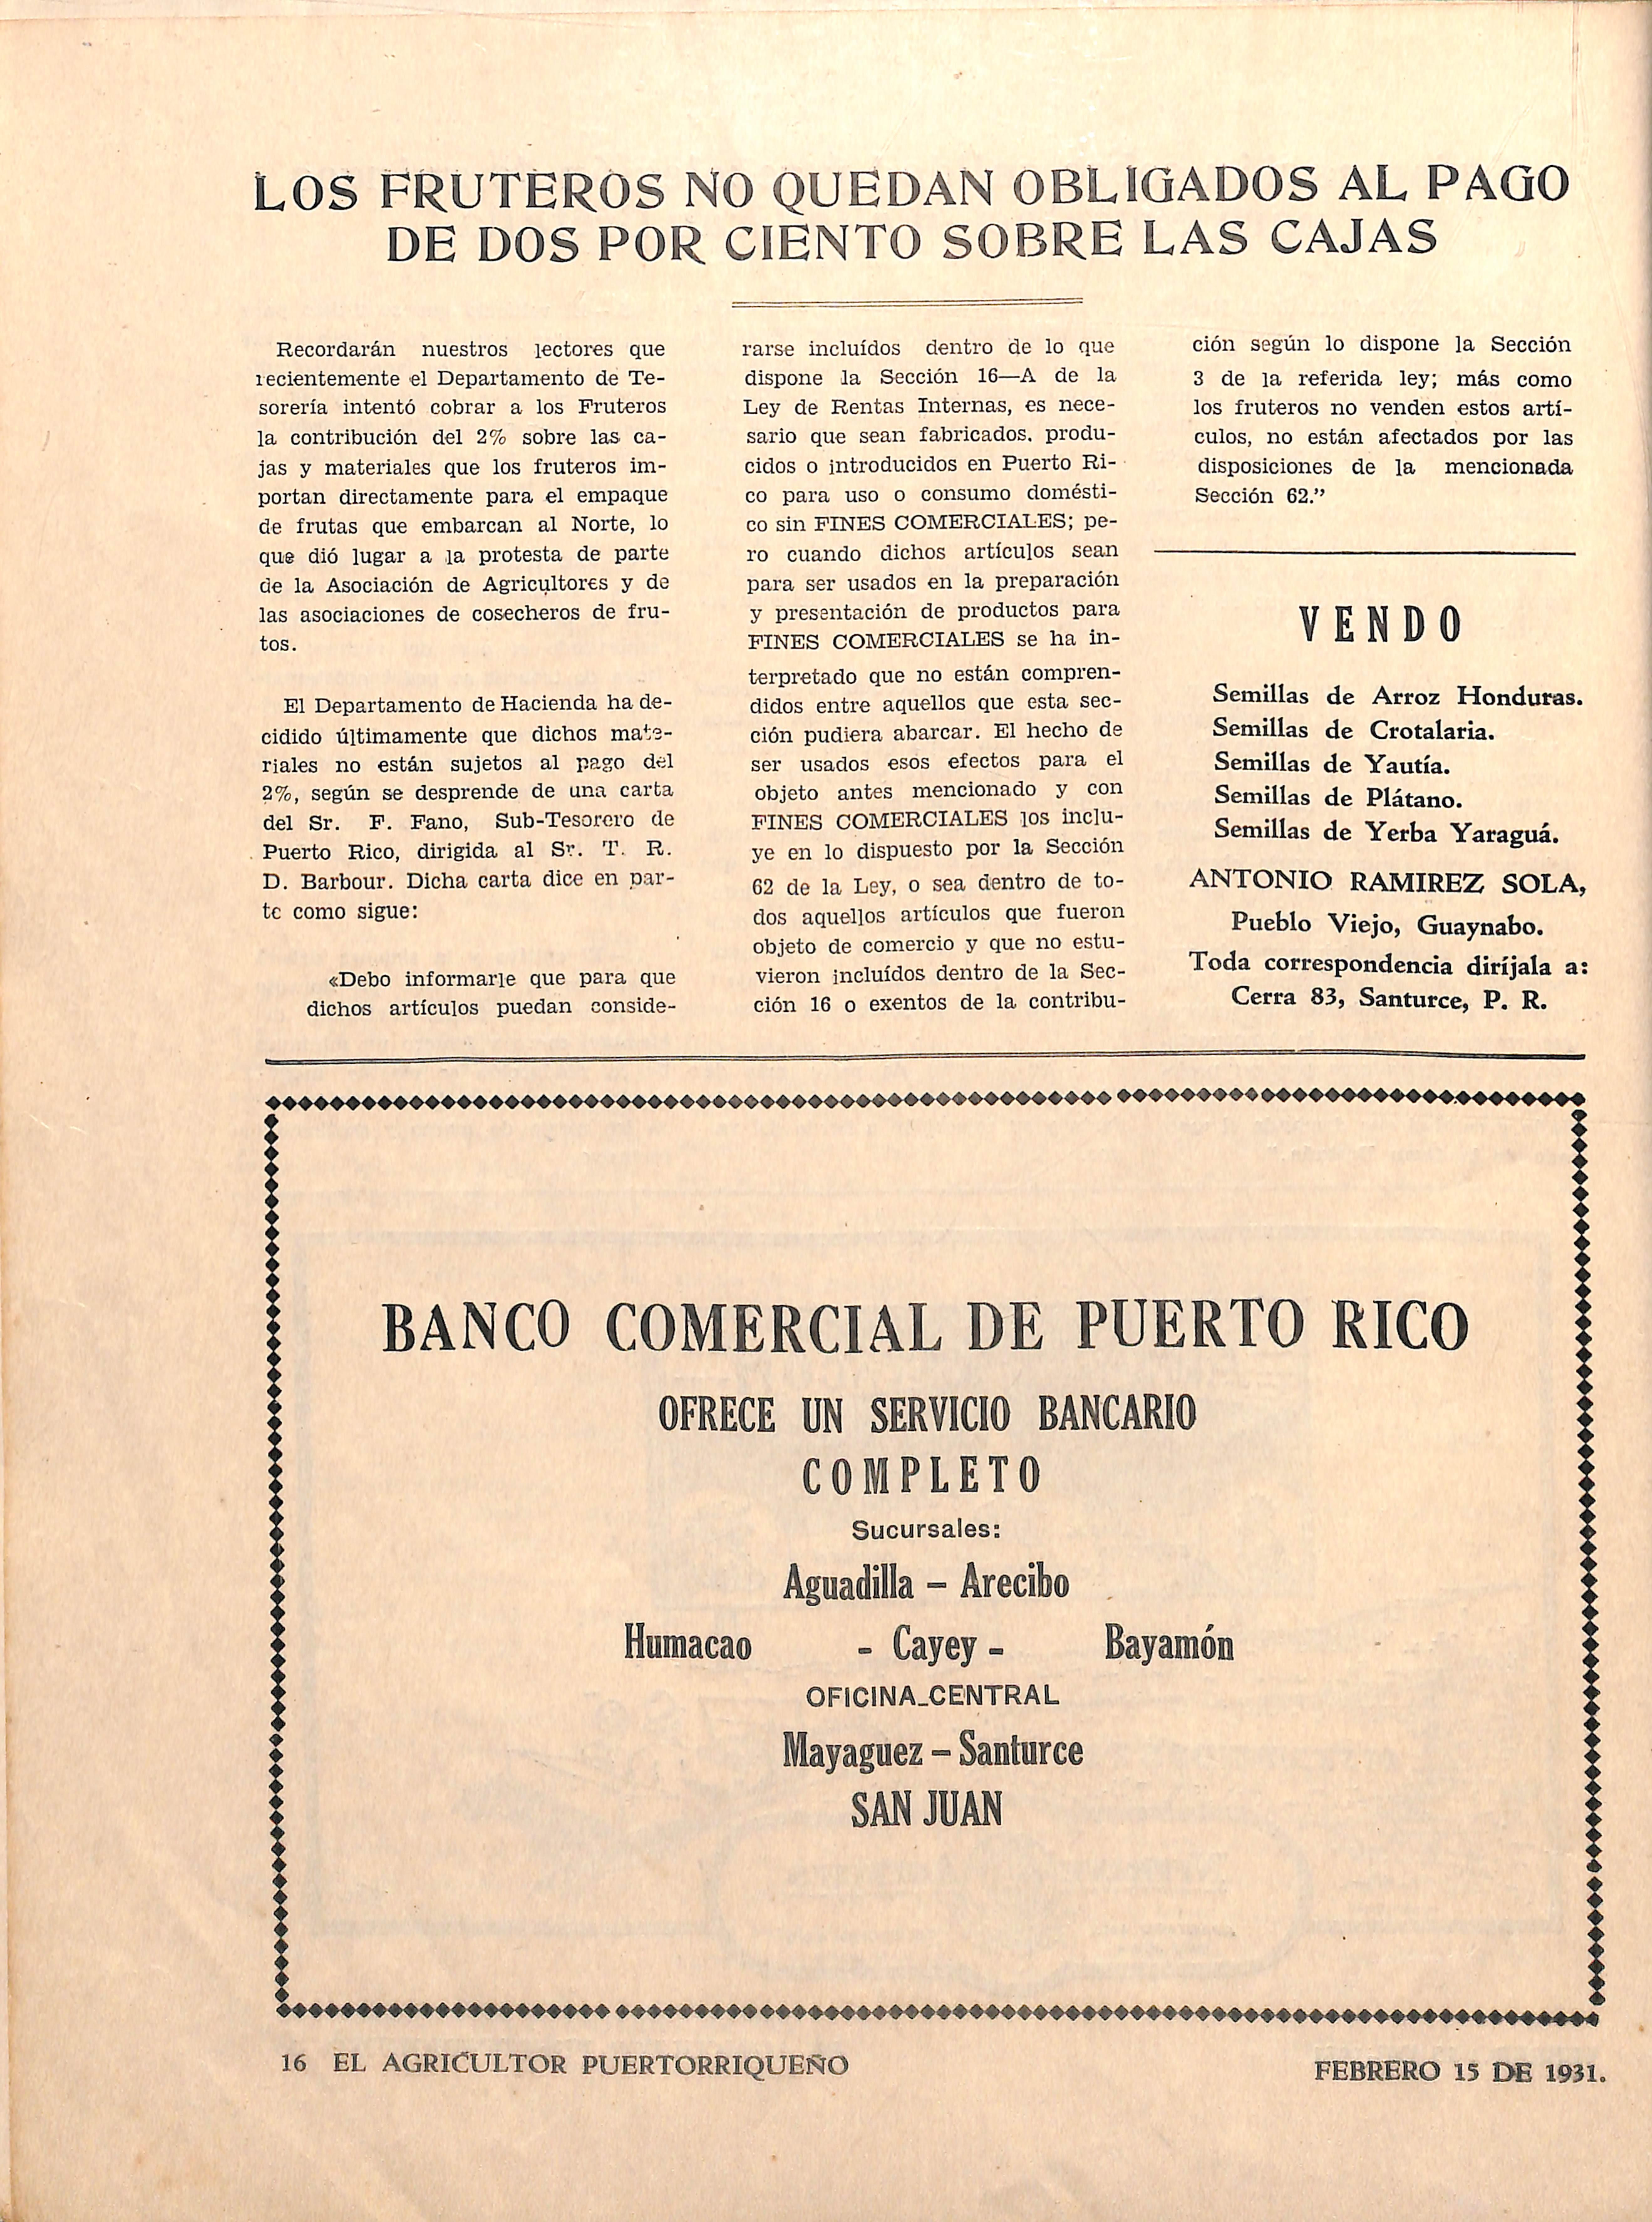 LOS FRUTEROS NO QUEDAN OBLIGADOS AL PAGO
DE DOS POR CIENTO SOBRE LAS CAJAS
Recordarán nuestros lectores que
recientemente el Departamento de Te-
sorería intentó cobrar a los Fruteros
la contribución del 2% sobre las ca-
jas y materiales que los fruteros im-
portan directamente para el empaque
de frutas que embarcan al Norte, lo
que dió lugar a la protesta de parte
de la Asociación de Agricultores y de
las asociaciones de cosecheros de fru-
tos.
El Departamento de Hacienda ha de-
cidido últimamente que dichos mate-
riales no están sujetos al pago del
2%, según se desprende de una carta
del Sr. F. Fano, Sub-Tesorero de
Puerto Rico, dirigida al Sr. T. R.
D. Barbour. Dicha carta dice en par-
te como sigue:
«Debo informarle que para que
dichos artículos puedan conside-
rarse incluídos dentro de lo que
dispone la Sección 16—A de la
Ley de Rentas Internas, es nece-
sario que sean fabricados. produ-
cidos o introducidos en Puerto Ri-
co para uso o consumo domésti-
co sin FINES COMERCIALES; pe-
ro cuando dichos artículos sean
para ser usados en la preparación
y presentación de productos para
FINES COMERCIALES se ha in-
terpretado que no están compren-
didos entre aquellos que esta sec-
ción pudiera abarcar. El hecho de
ser usados esos efectos para el
objeto antes mencionado y con
FINES COMERCIALES los inclu-
ye en lo dispuesto por la Sección
62 de la Ley, o sea dentro de to-
dos aquellos artículos que fueron
objeto de comercio y que no estu-
vieron incluídos dentro de la Sec-
ción 16 o exentos de la contribu-
ción según lo dispone la Sección
3 de la referida ley; más como
los fruteros no venden estos artí-
culos, no están afectados por las
disposiciones de la mencionada
Sección 62.”
VENDO
Semillas de Arroz Honduras.
Semillas de Crotalaria.
Semillas de Yautía.
Semillas de Plátano.
Semillas de Yerba Yaraguá.
ANTONIO RAMIREZ SOLA,
Pueblo Viejo, Guaynabo.
Toda correspondencia diríjala a:
Cerra 83, Santurce, P. R.
BANCO COMERCIAL DE PUERTO RICO
OFRECE UN SERVICIO BANCARIO
COMPLETO
Sucursales:
Aguadilla – Arecibo
Humacao - Cayey - Bayamón
OFICINA_CENTRAL
Mayaguez – Santurce
SAN JUAN
16 EL AGRICULTOR PUERTORRIQUEÑO
FEBRERO 15 DE 1931.